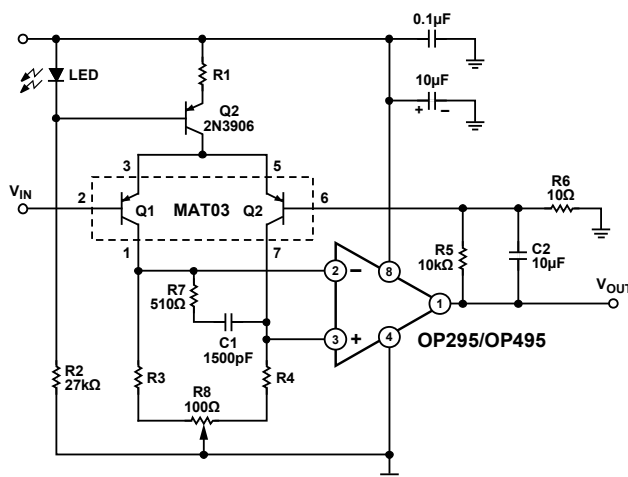 0.1µF
LED
R1
10µF
+ −
Q2
2N3906
3
5
R6
10Ω
VIN
2
Q1
MAT03
Q2
6
1
7
R5
10kΩ
C2
10µF
R7
510Ω
2
−
8
VOUT
1
C1
1500pF
3
+
4
OP295/OP495
R2
27kΩ
R3
R8
100Ω
R4